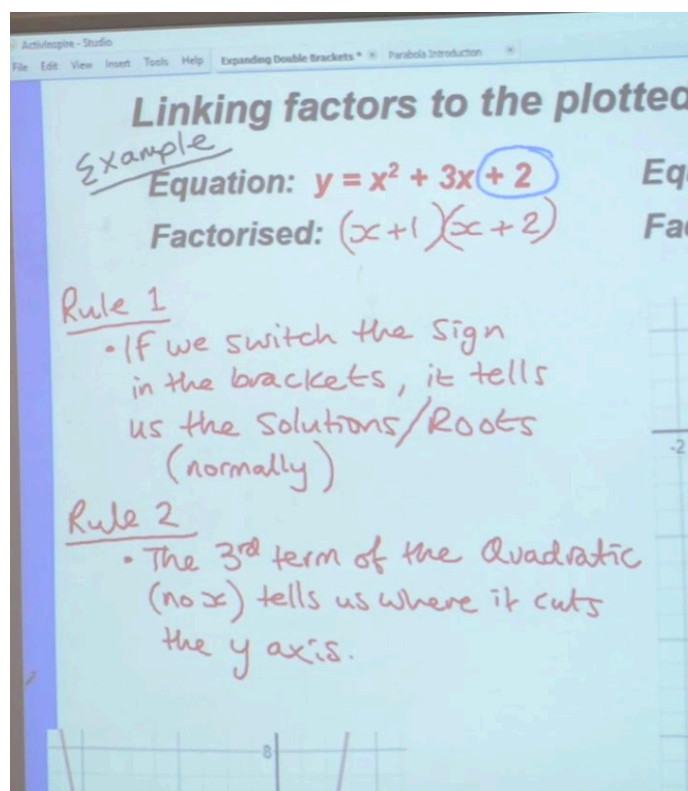 ActivInspire - Studio
File Edit View Insert Tools Help Expanding Double Brackets * Parabola Introduction
Linking factors to the plotted
Example
Equation: y = x² + 3x + 2
Eq
Factorised: (x+1)(x+2)
Fa
Rule 1
• If we switch the sign
in the brackets, it tells
us the Solutions/Roots
(normally)
-2
Rule 2
• The 3rd term of the Quadratic
(no x) tells us where it cuts
the y axis.
8